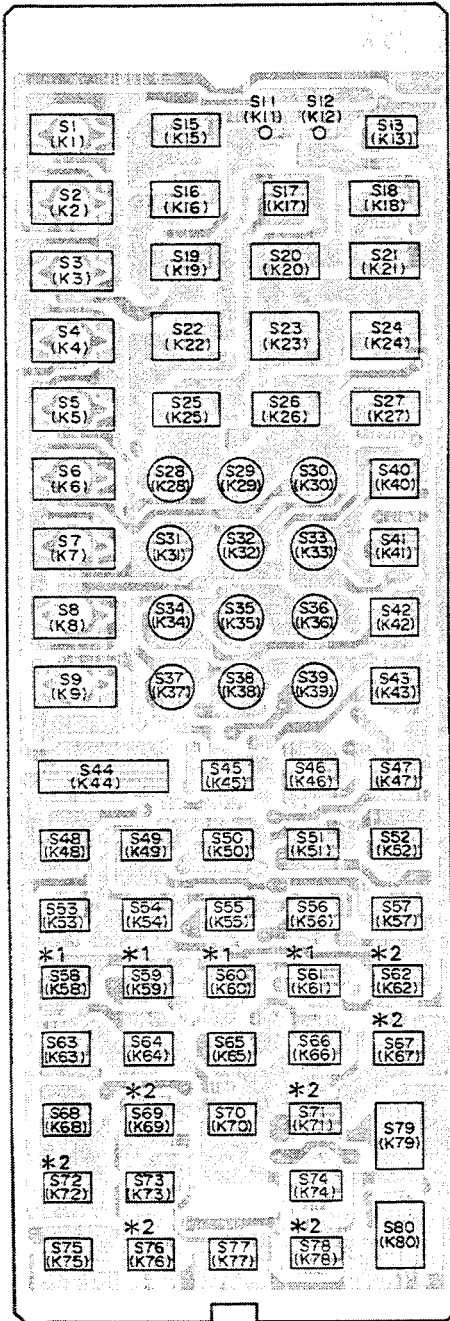 S11 S12
(K11) (K12)
S1 S15 S13
(K1) (K15) (K13)
S2 S16 S17 S18
(K2) (K16) (K17) (K18)
S3 S19 S20 S21
(K3) (K19) (K20) (K21)
S4 S22 S23 S24
(K4) (K22) (K23) (K24)
S5 S25 S26 S27
(K5) (K25) (K26) (K27)
S6 S28 S29 S30 S40
(K6) (K28) (K29) (K30) (K40)
S7 S31 S32 S33 S41
(K7) (K31) (K32) (K33) (K41)
S8 S34 S35 S36 S42
(K8) (K34) (K35) (K36) (K42)
S9 S37 S38 S39 S43
(K9) (K37) (K38) (K39) (K43)
S44 S45 S46 S47
(K44) (K45) (K46) (K47)
S48 S49 S50 S51 S52
(K48) (K49) (K50) (K51) (K52)
S53 S54 S55 S56 S57
(K53) (K54) (K55) (K56) (K57)
*1 *1 *1 *1 *2
S58 S59 S60 S61 S62
(K58) (K59) (K60) (K61) (K62)
*2
S63 S64 S65 S66 S67
(K63) (K64) (K65) (K66) (K67)
*2 *2
S68 S69 S70 S71 S79
(K68) (K69) (K70) (K71) (K79)
*2
S72 S73 S74
(K72) (K73) (K74)
*2 *2
S75 S76 S77 S78 S80
(K75) (K76) (K77) (K78) (K80)